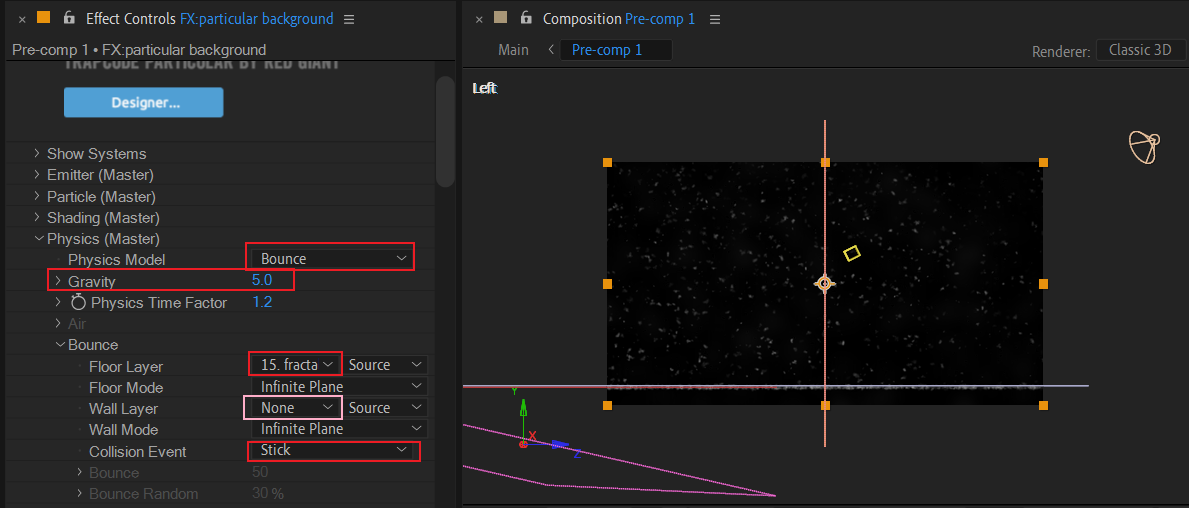 Effect Controls FX:particular background
Composition Pre-comp 1
Pre-comp 1 • FX:particular background
Main
Pre-comp 1
Renderer:
Classic 3D
TRAPCODE PARTICULAR BY RED GIANT
Left
Designer...
Show Systems
Emitter (Master)
Particle (Master)
Shading (Master)
Physics (Master)
Physics Model Bounce
Gravity 5.0
Physics Time Factor 1.2
Air
Bounce
Floor Layer 15. fracta Source
Floor Mode Infinite Plane
Wall Layer None Source
Wall Mode Infinite Plane
Collision Event Stick
Bounce 50
Bounce Random 30 %
Y
X
Z